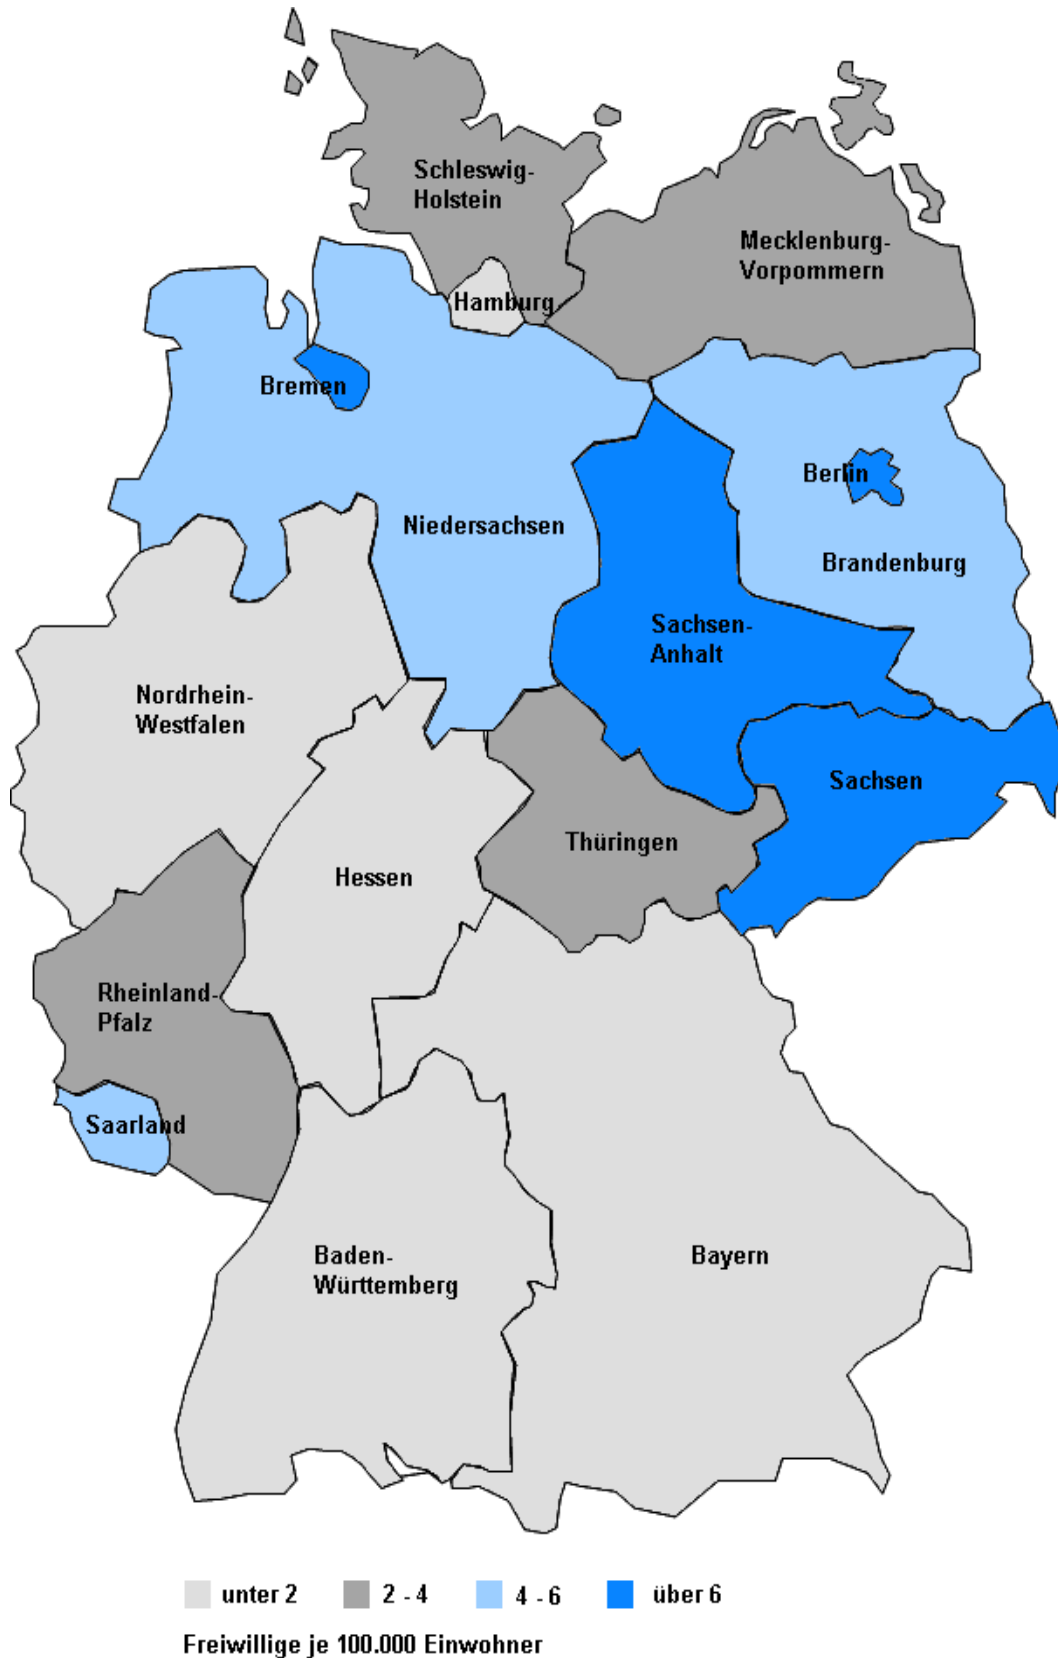 Schleswig-
Holstein
Mecklenburg-
Vorpommern
Hamburg
Bremen
Berlin
Niedersachsen
Brandenburg
Sachsen-
Anhalt
Nordrhein-
Westfalen
Sachsen
Thüringen
Hessen
Rheinland-
Pfalz
Saarland
Baden-
Württemberg
Bayern
unter 2 2 - 4 4 - 6 über 6
Freiwillige je 100.000 Einwohner